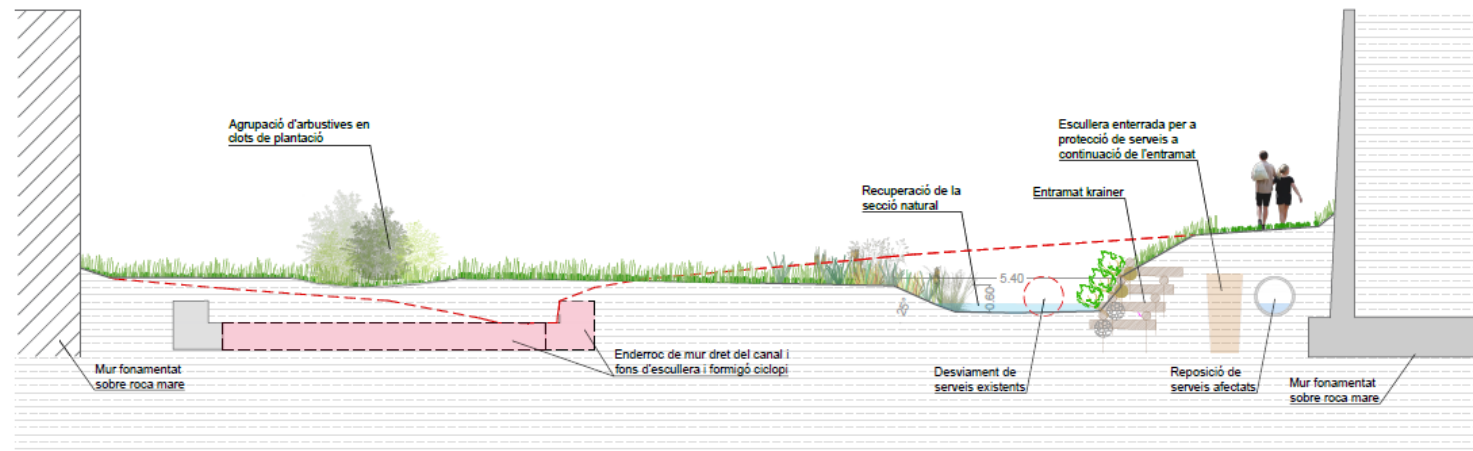 Agrupació d'arbustives en
clots de plantació
Escullera enterrada per a
protecció de serveis a
continuació de l'entramat
Recuperació de la
secció natural
Entramat krainer
5.40
0.60
25°
Mur fonamentat
sobre roca mare
Enderroc de mur dret del canal i
fons d'escullera i formigó ciclopi
Desviament de
serveis existents
Reposició de
serveis afectats
Mur fonamentat
sobre roca mare